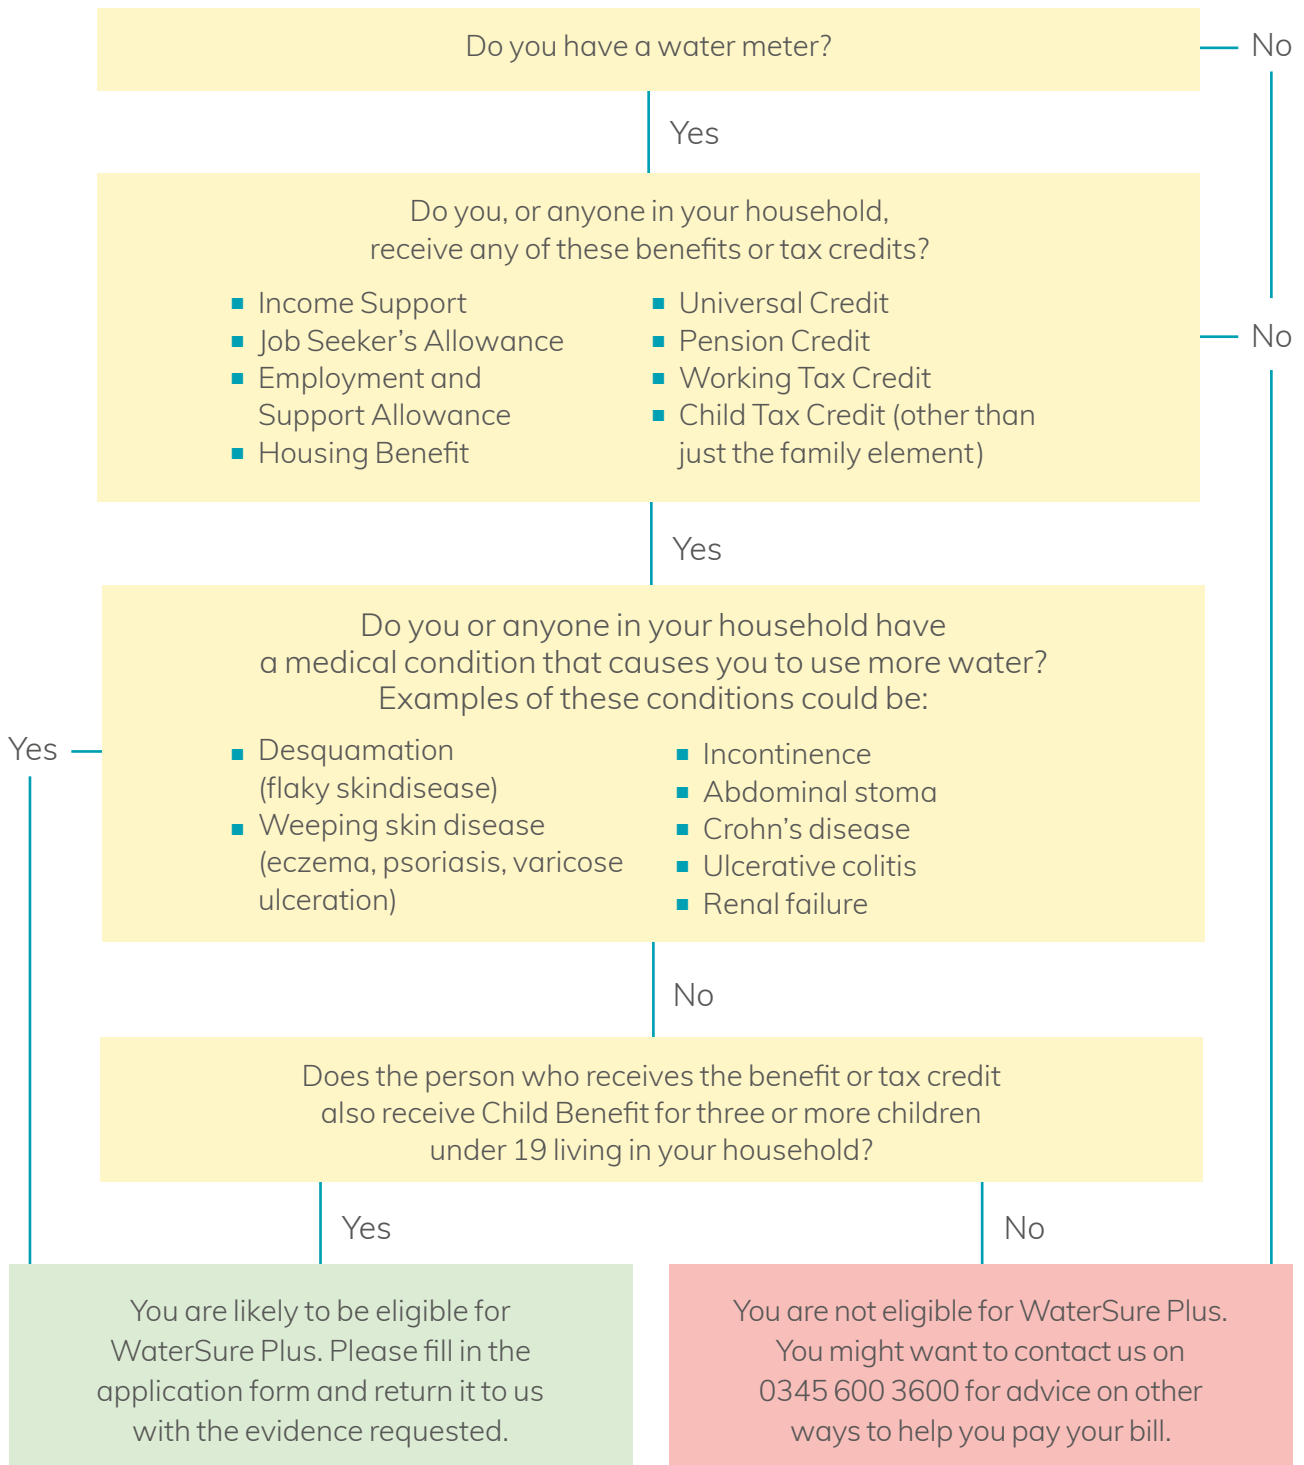 Do you have a water meter?
No
Yes
Do you, or anyone in your household,
receive any of these benefits or tax credits?
Income Support
Job Seeker’s Allowance
Employment and
Support Allowance
Housing Benefit
Universal Credit
Pension Credit
Working Tax Credit
Child Tax Credit (other than
just the family element)
No
Yes
Do you or anyone in your household have
a medical condition that causes you to use more water?
Examples of these conditions could be:
Yes
Desquamation
(flaky skindisease)
Weeping skin disease
(eczema, psoriasis, varicose
ulceration)
Incontinence
Abdominal stoma
Crohn’s disease
Ulcerative colitis
Renal failure
No
Does the person who receives the benefit or tax credit
also receive Child Benefit for three or more children
under 19 living in your household?
Yes
No
You are likely to be eligible for
WaterSure Plus. Please fill in the
application form and return it to us
with the evidence requested.
You are not eligible for WaterSure Plus.
You might want to contact us on
0345 600 3600 for advice on other
ways to help you pay your bill.